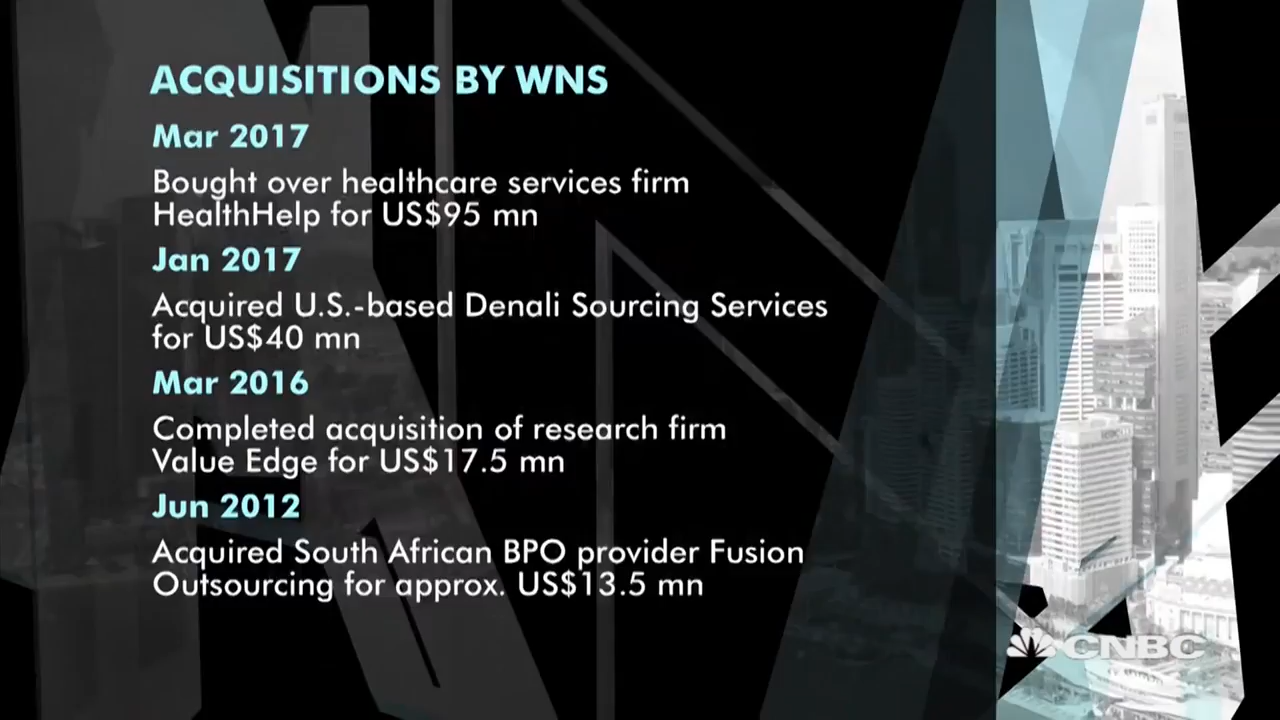 ACQUISITIONS BY WNS
Mar 2017
Bought over healthcare services firm
HealthHelp for US$95 mn
Jan 2017
Acquired U.S.-based Denali Sourcing Services
for US$40 mn
Mar 2016
Completed acquisition of research firm
Value Edge for US$17.5 mn
Jun 2012
Acquired South African BPO provider Fusion
Outsourcing for approx. US$13.5 mn
CNBC